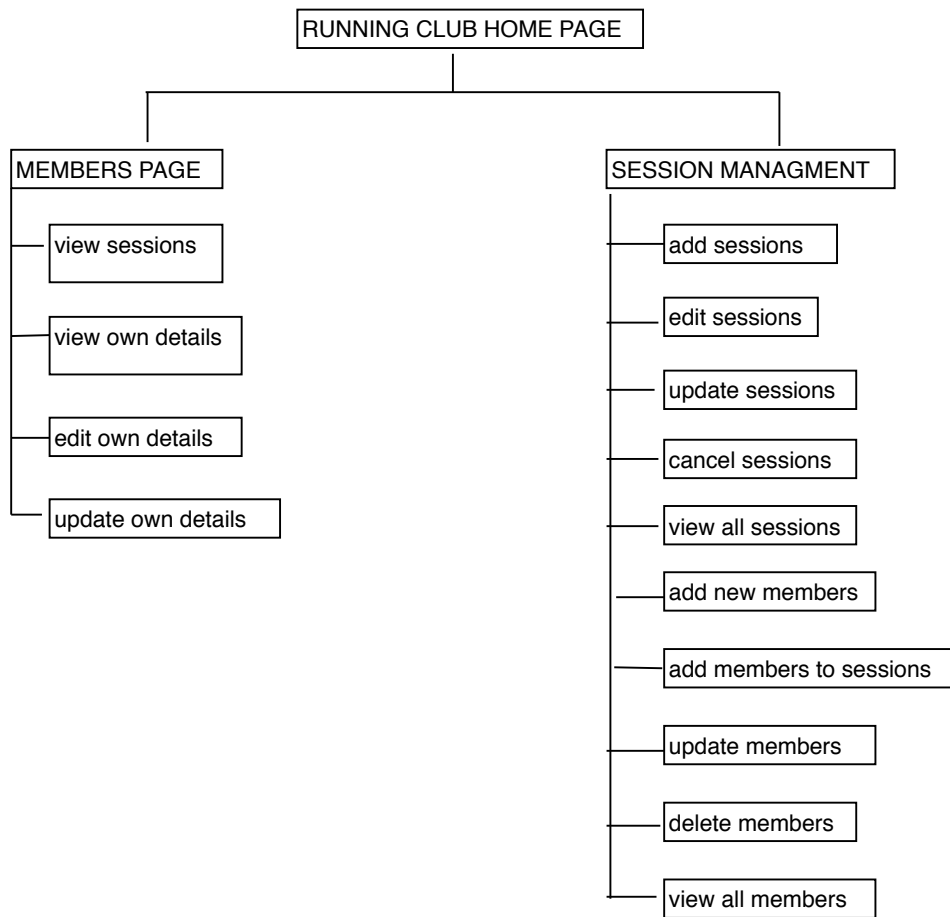 RUNNING CLUB HOME PAGE
MEMBERS PAGE
view sessions
view own details
edit own details
update own details
SESSION MANAGMENT
add sessions
edit sessions
update sessions
cancel sessions
view all sessions
add new members
add members to sessions
update members
delete members
view all members